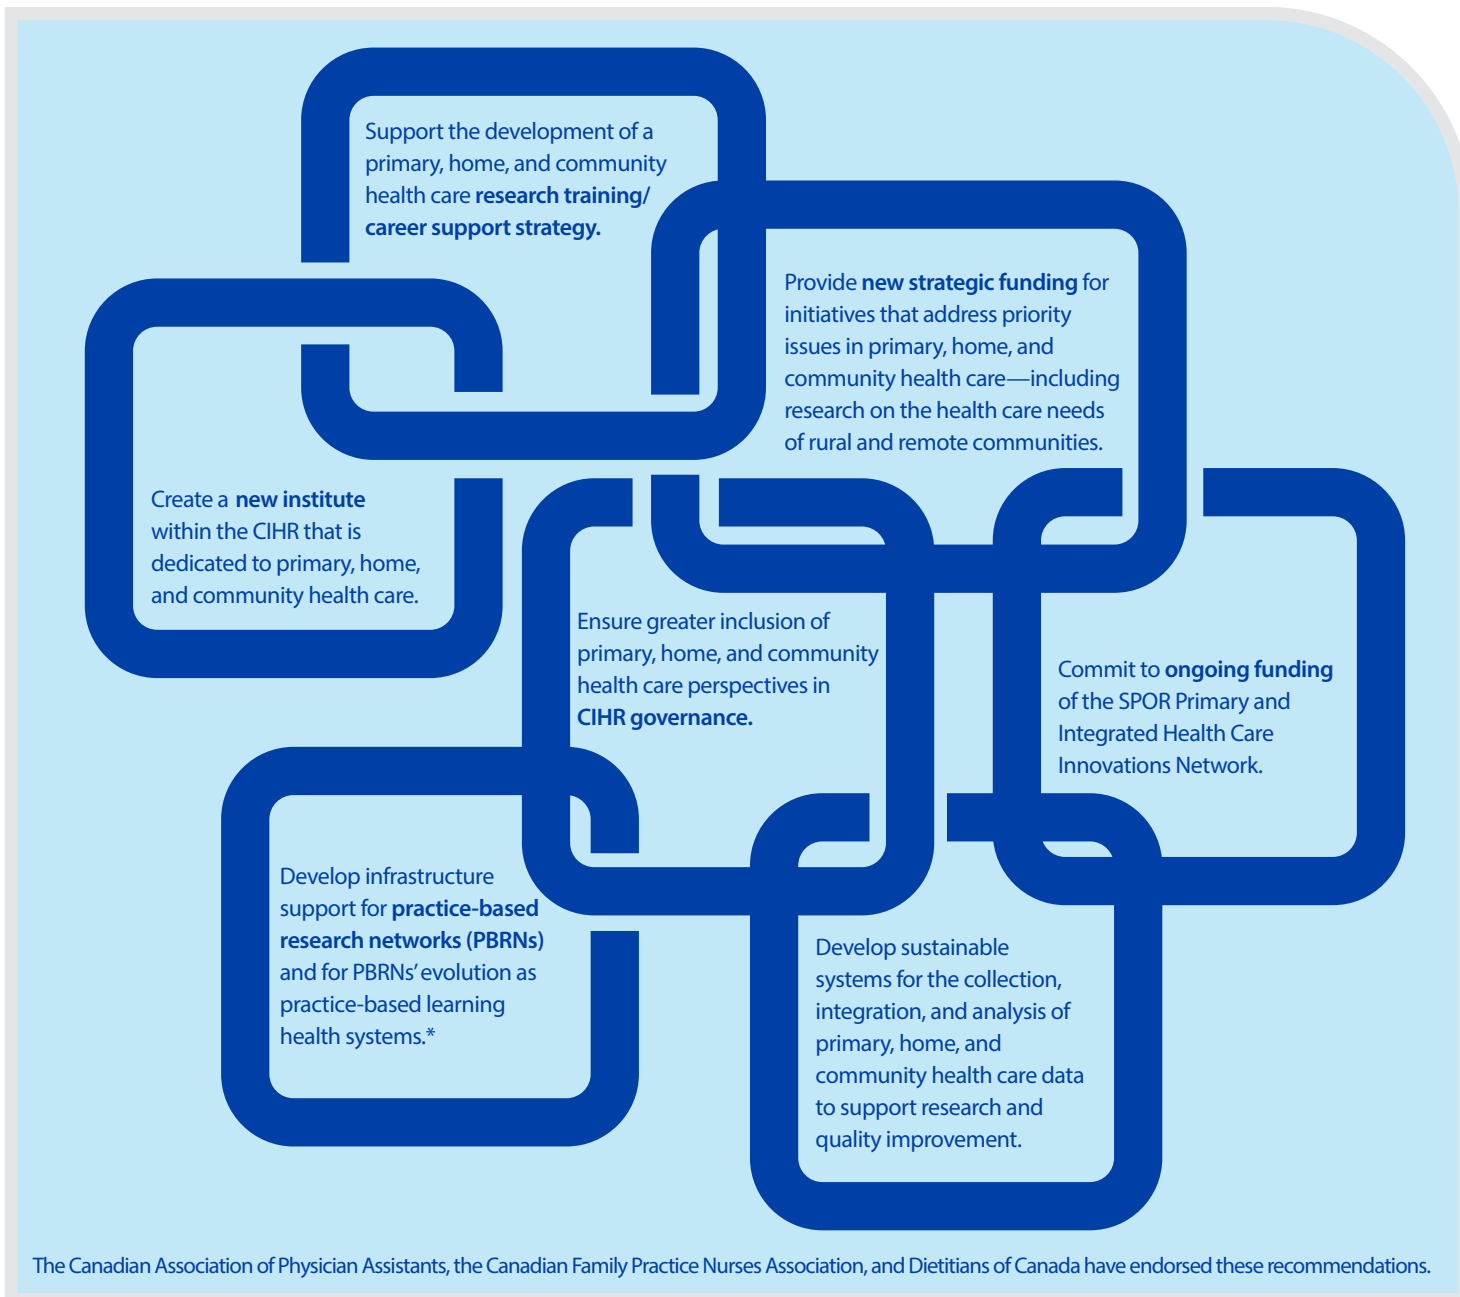 Support the development of a
primary, home, and community
health care research training/
career support strategy.
Provide new strategic funding for
initiatives that address priority
issues in primary, home, and
community health care—including
research on the health care needs
of rural and remote communities.
Create a new institute
within the CIHR that is
dedicated to primary, home,
and community health care.
Ensure greater inclusion of
primary, home, and community
health care perspectives in
CIHR governance.
Commit to ongoing funding
of the SPOR Primary and
Integrated Health Care
Innovations Network.
Develop infrastructure
support for practice-based
research networks (PBRNs)
and for PBRNs’ evolution as
practice-based learning
health systems.*
Develop sustainable
systems for the collection,
integration, and analysis of
primary, home, and
community health care data
to support research and
quality improvement.
The Canadian Association of Physician Assistants, the Canadian Family Practice Nurses Association, and Dietitians of Canada have endorsed these recommendations.